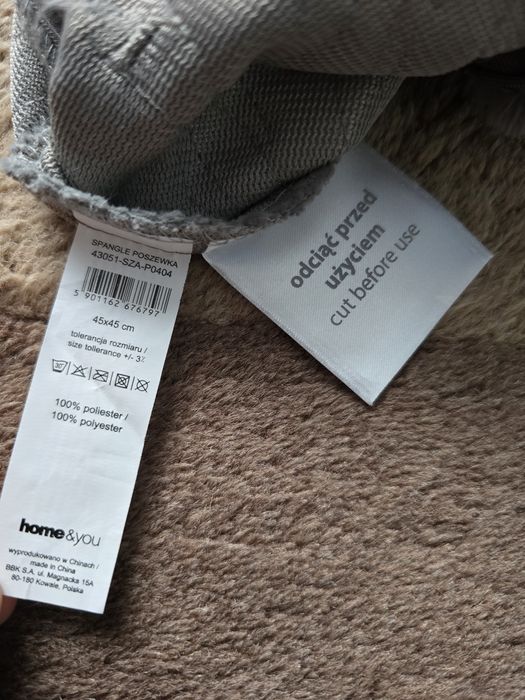 SPANGLE POSZEWKA
43051-SZA-P0404
5 901162 676797
45x45 cm
tolerancja rozmiaru /
size tollerance +/- 3%
30°
100% poliester /
100% polyester
home&you
wyprodukowano w Chinach /
made in China
BBK S.A. ul. Magnacka 15A
80-180 Kowale, Polska
odciąć przed
użyciem
cut before use